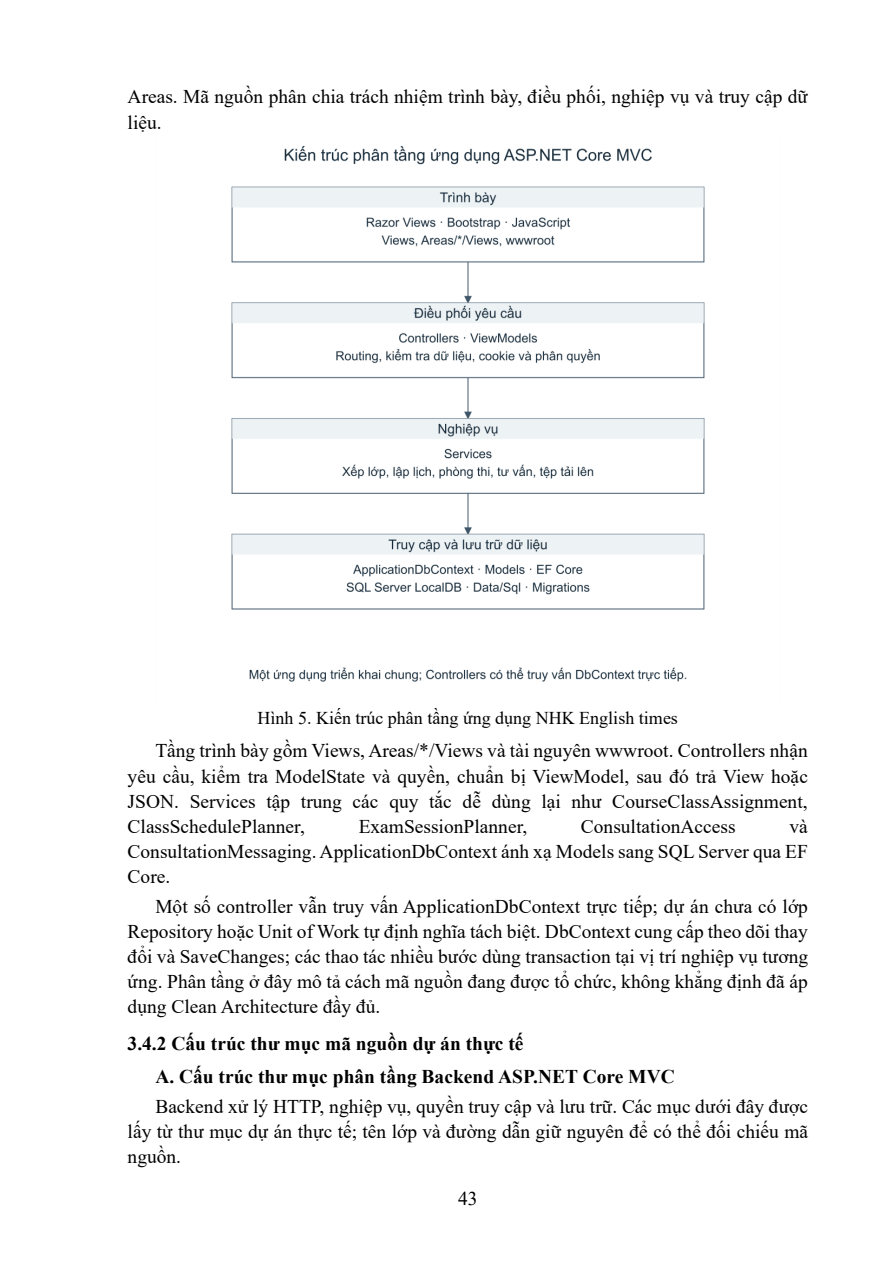 Areas. Mã nguồn phân chia trách nhiệm trình bày, điều phối, nghiệp vụ và truy cập dữ
liệu.
Kiến trúc phân tầng ứng dụng ASP.NET Core MVC
Trình bày
Razor Views · Bootstrap · JavaScript
Views, Areas/*/Views, wwwroot
Điều phối yêu cầu
Controllers · ViewModels
Routing, kiểm tra dữ liệu, cookie và phân quyền
Nghiệp vụ
Services
Xếp lớp, lập lịch, phòng thi, tư vấn, tệp tải lên
Truy cập và lưu trữ dữ liệu
ApplicationDbContext · Models · EF Core
SQL Server LocalDB · Data/Sql · Migrations
Một ứng dụng triển khai chung; Controllers có thể truy vấn DbContext trực tiếp.
Hình 5. Kiến trúc phân tầng ứng dụng NHK English times
Tầng trình bày gồm Views, Areas/*/Views và tài nguyên wwwroot. Controllers nhận
yêu cầu, kiểm tra ModelState và quyền, chuẩn bị ViewModel, sau đó trả View hoặc
JSON. Services tập trung các quy tắc dễ dùng lại như CourseClassAssignment,
ClassSchedulePlanner, ExamSessionPlanner, ConsultationAccess và
ConsultationMessaging. ApplicationDbContext ánh xạ Models sang SQL Server qua EF
Core.
Một số controller vẫn truy vấn ApplicationDbContext trực tiếp; dự án chưa có lớp
Repository hoặc Unit of Work tự định nghĩa tách biệt. DbContext cung cấp theo dõi thay
đổi và SaveChanges; các thao tác nhiều bước dùng transaction tại vị trí nghiệp vụ tương
ứng. Phân tầng ở đây mô tả cách mã nguồn đang được tổ chức, không khẳng định đã áp
dụng Clean Architecture đầy đủ.
3.4.2 Cấu trúc thư mục mã nguồn dự án thực tế
A. Cấu trúc thư mục phân tầng Backend ASP.NET Core MVC
Backend xử lý HTTP, nghiệp vụ, quyền truy cập và lưu trữ. Các mục dưới đây được
lấy từ thư mục dự án thực tế; tên lớp và đường dẫn giữ nguyên để có thể đối chiếu mã
nguồn.
43